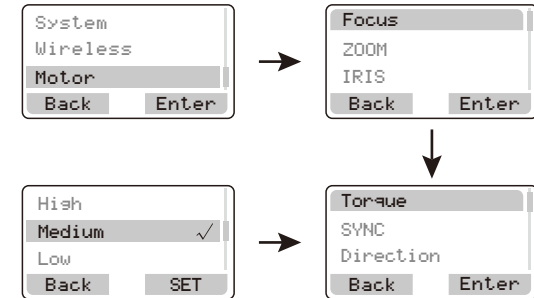 System
Wireless
Motor
Back Enter
Focus
ZOOM
IRIS
Back Enter
High
Medium ✓
Low
Back SET
Torque
SYNC
Direction
Back Enter